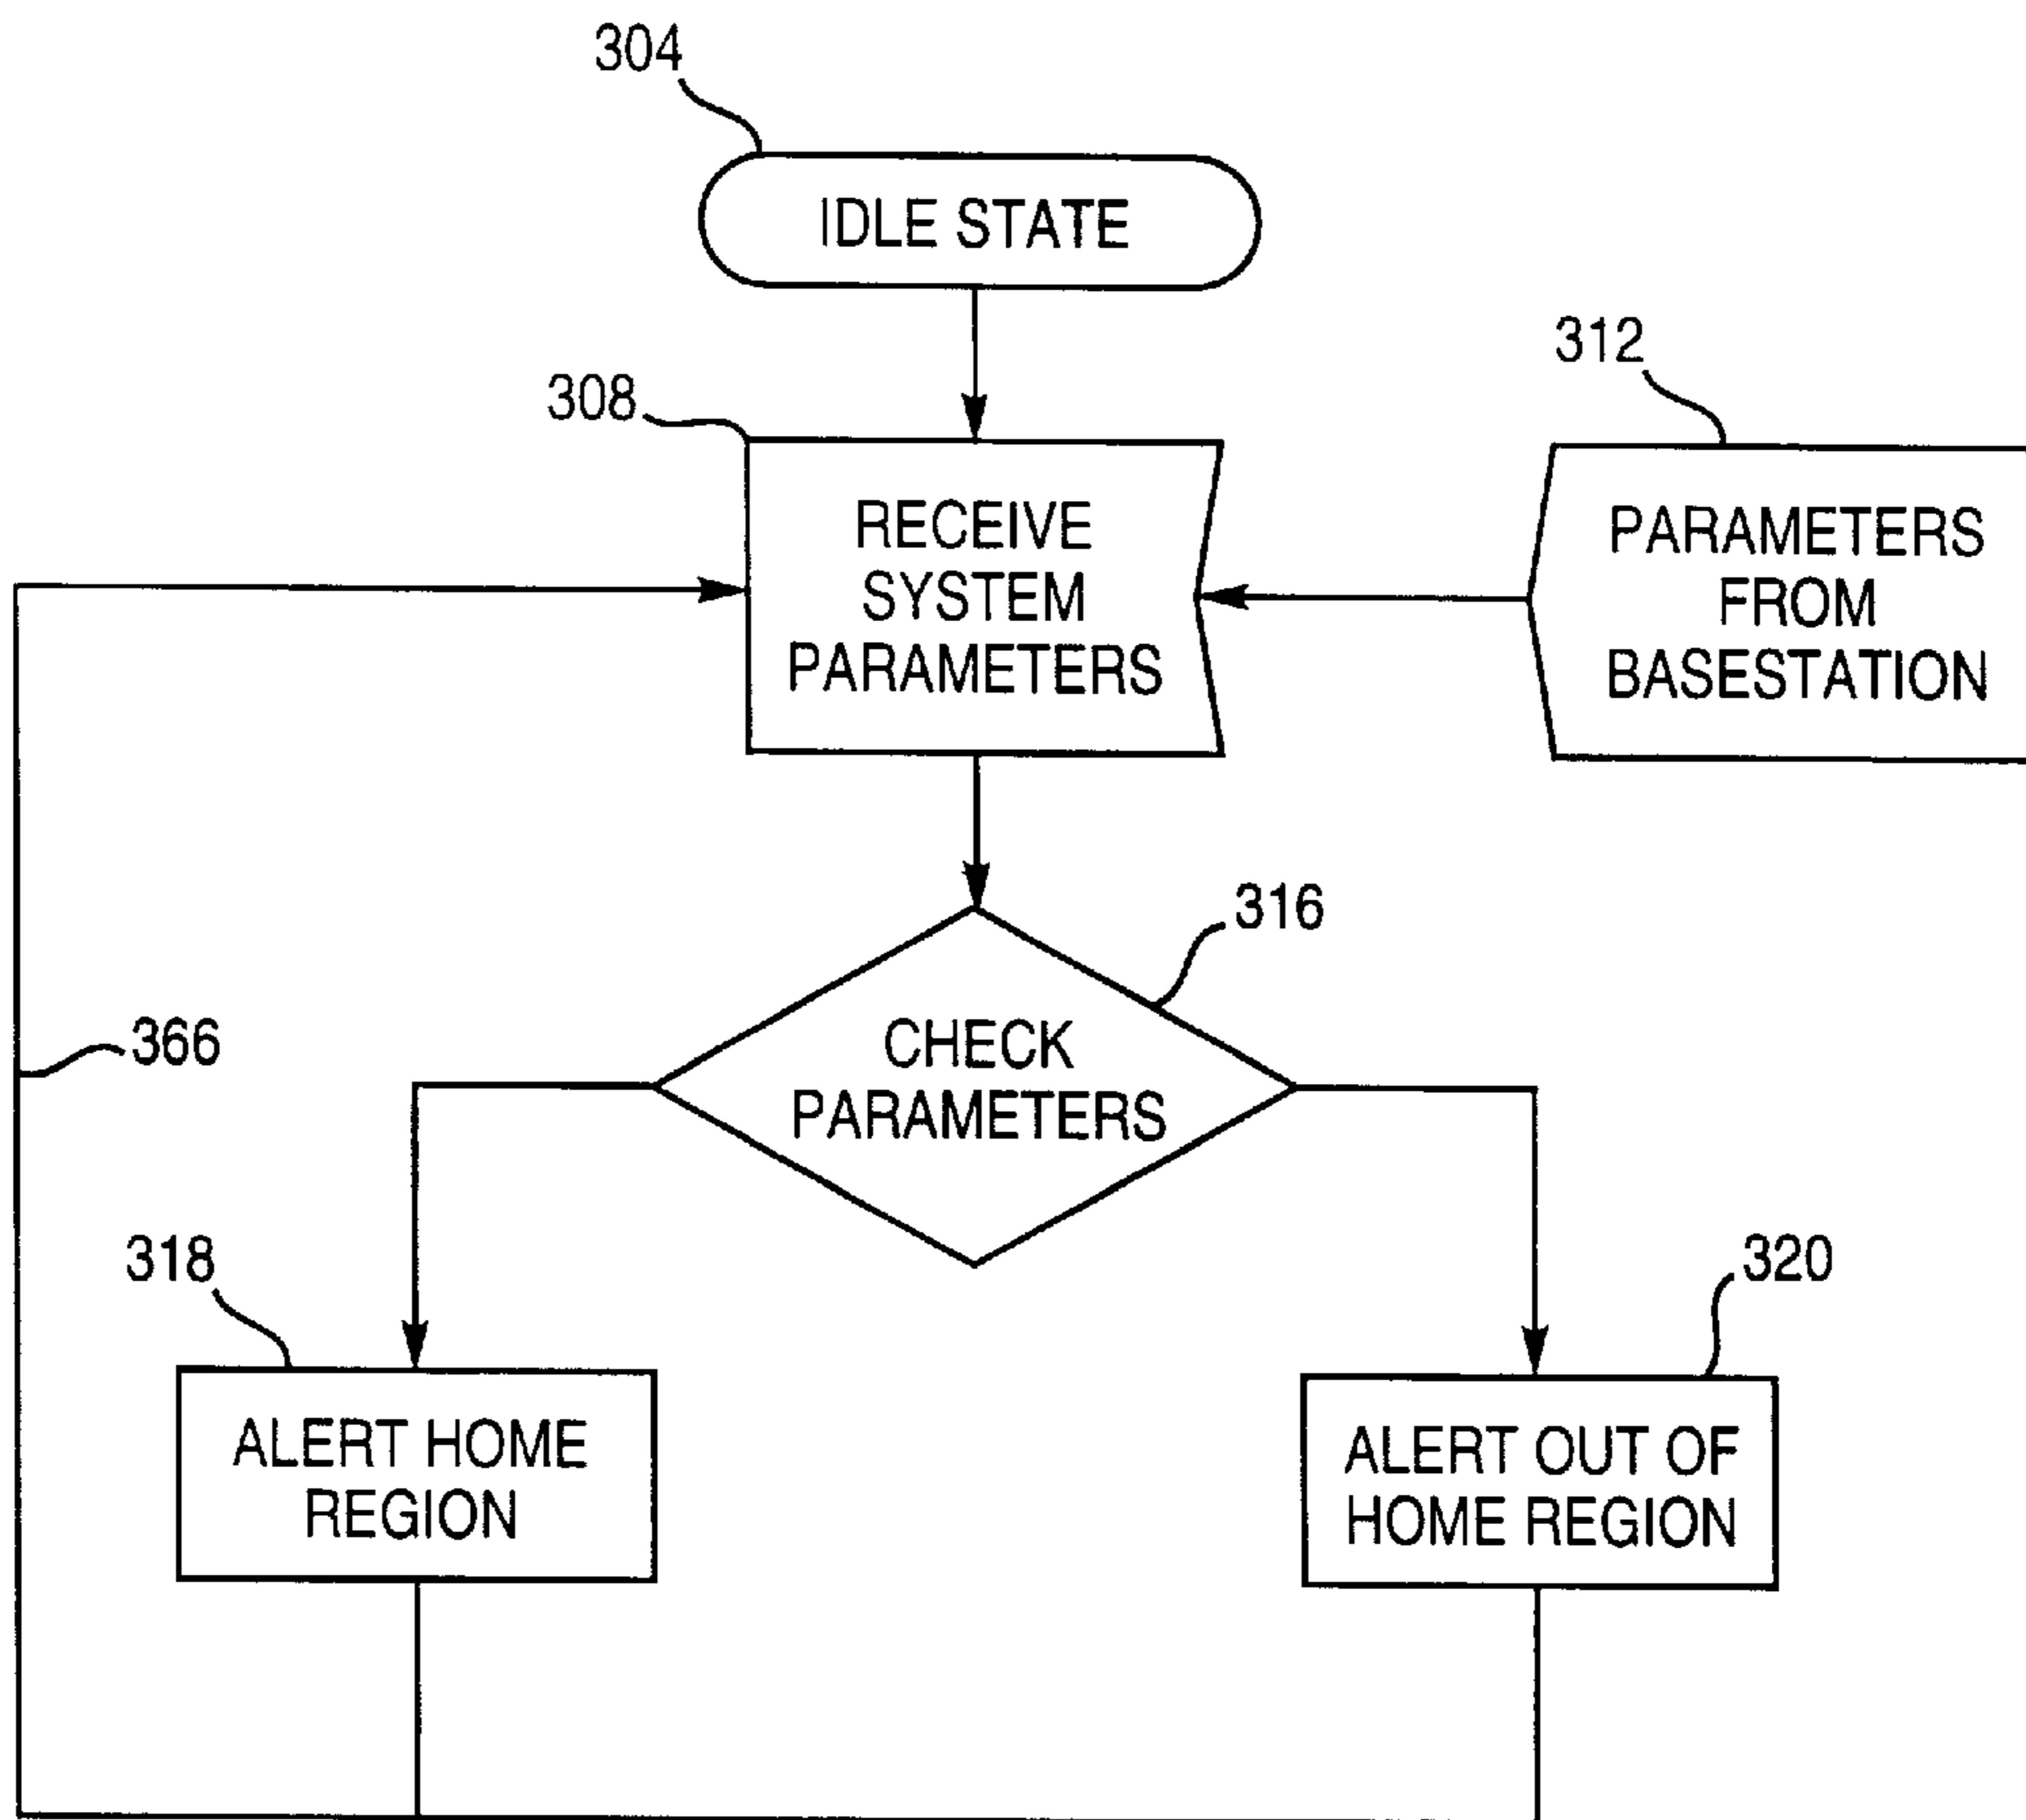 304
IDLE STATE
312
308
RECEIVE
SYSTEM
PARAMETERS
PARAMETERS
FROM
BASESTATION
316
CHECK
PARAMETERS
366
318
320
ALERT HOME
REGION
ALERT OUT OF
HOME REGION